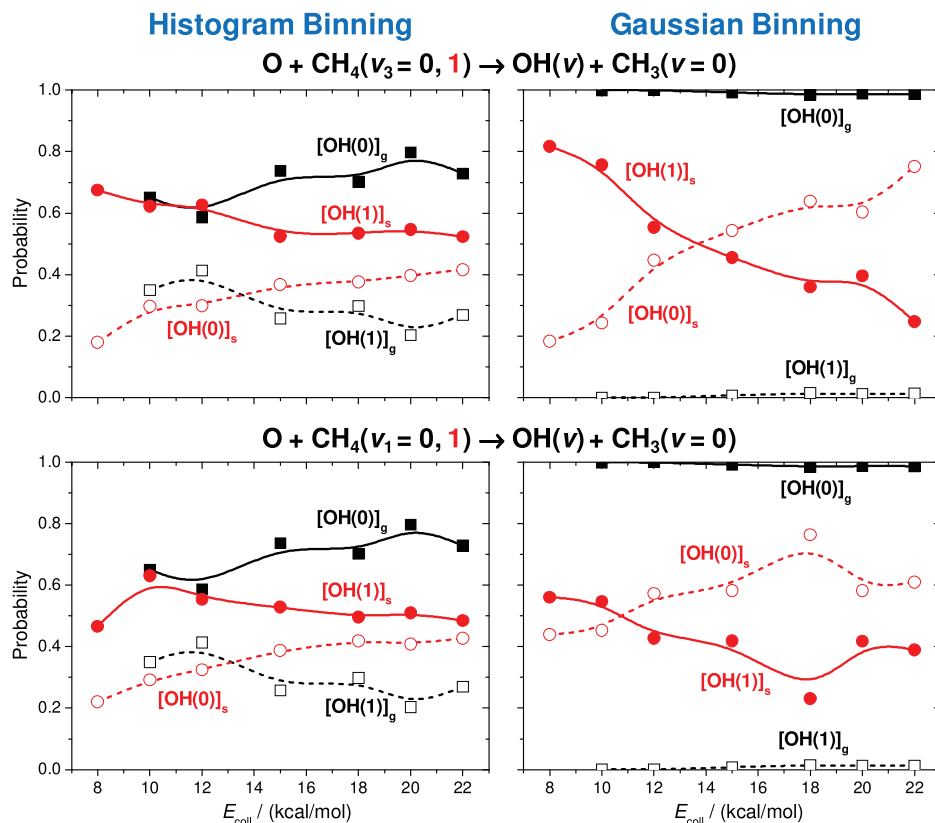 Histogram Binning
Gaussian Binning
O + CH₄(ν₃ = 0, 1) → OH(v) + CH₃(v = 0)
1.0
0.8
0.6
0.4
0.2
0.0
Probability
[OH(0)]g
[OH(1)]s
[OH(0)]s
[OH(1)]g
[OH(0)]g
[OH(1)]s
[OH(0)]s
[OH(1)]g
O + CH₄(ν₁ = 0, 1) → OH(v) + CH₃(v = 0)
1.0
0.8
0.6
0.4
0.2
0.0
Probability
[OH(0)]g
[OH(1)]s
[OH(0)]s
[OH(1)]g
[OH(0)]g
[OH(0)]s
[OH(1)]s
[OH(1)]g
8 10 12 14 16 18 20 22
8 10 12 14 16 18 20 22
E coll / (kcal/mol)
E coll / (kcal/mol)